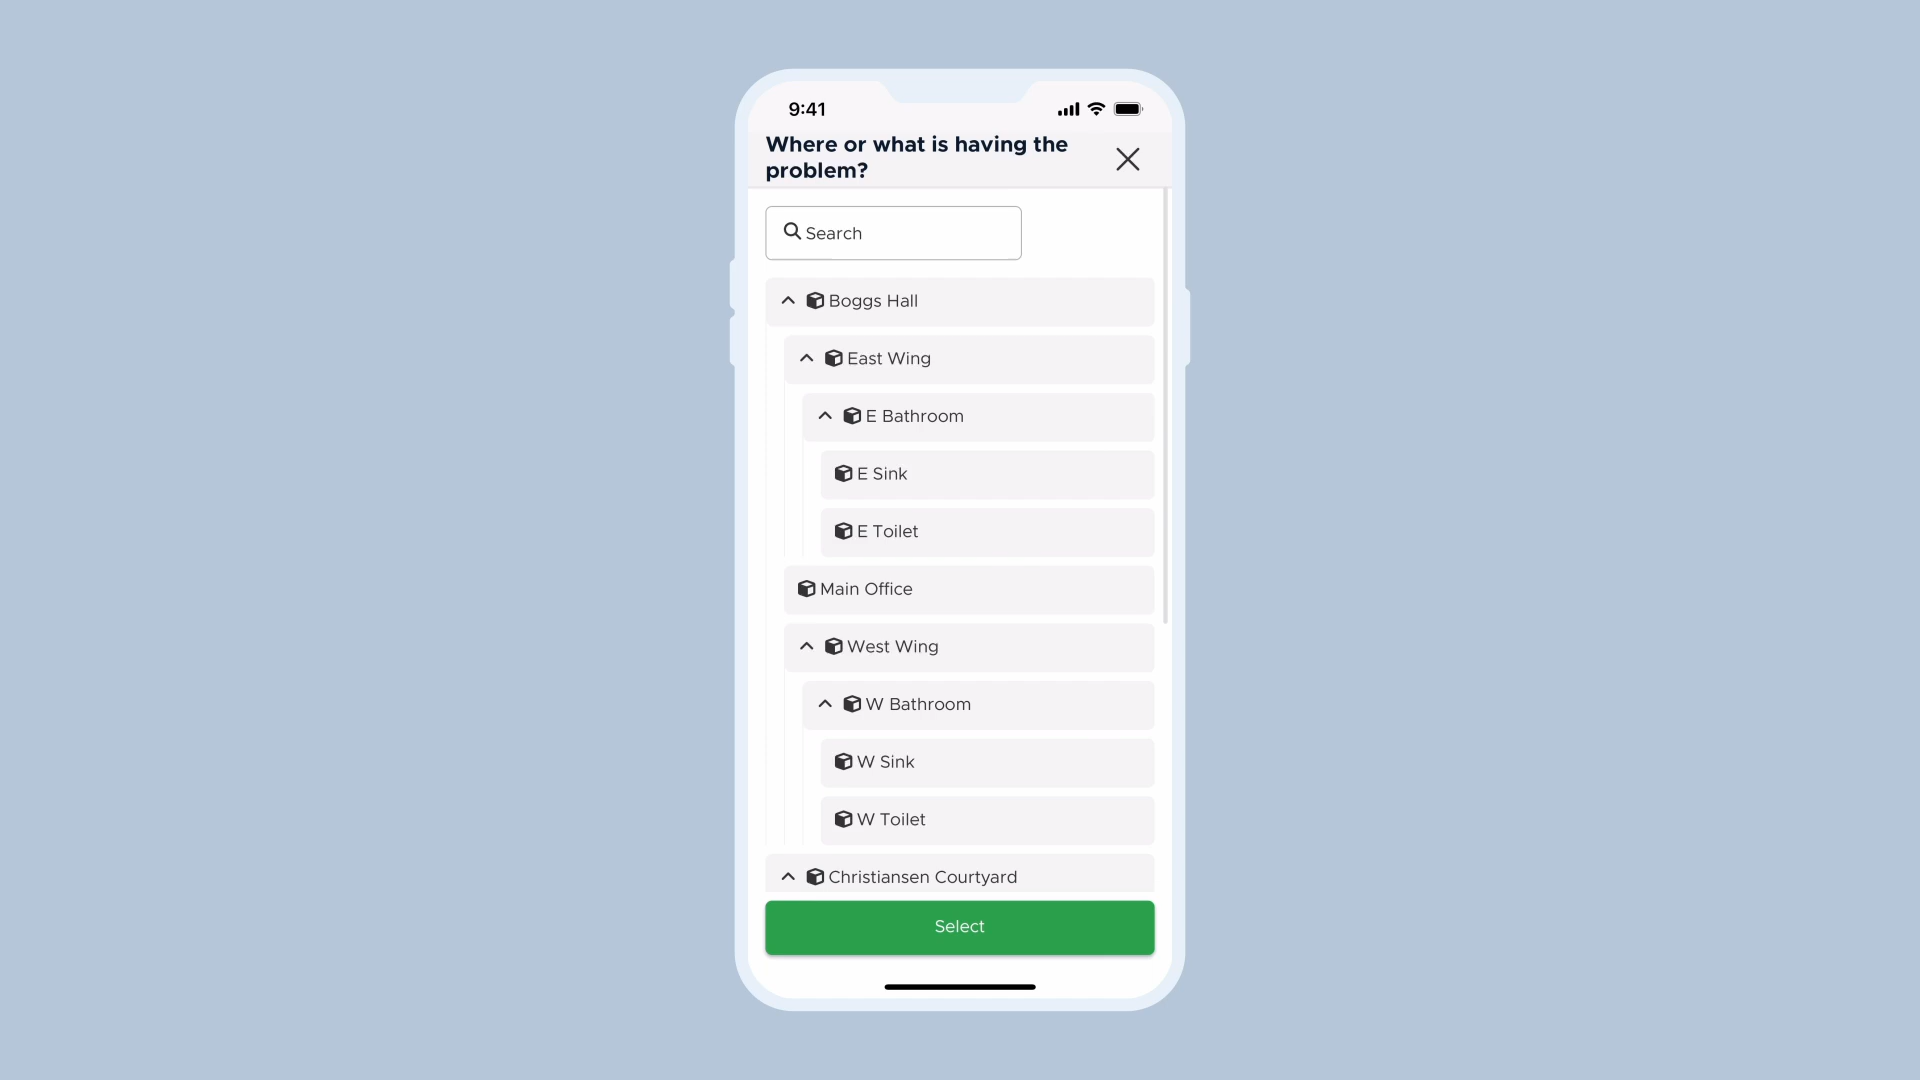 9:41
Where or what is having the
problem?
Search
Boggs Hall
East Wing
E Bathroom
E Sink
E Toilet
Main Office
West Wing
W Bathroom
W Sink
W Toilet
Christiansen Courtyard
Select